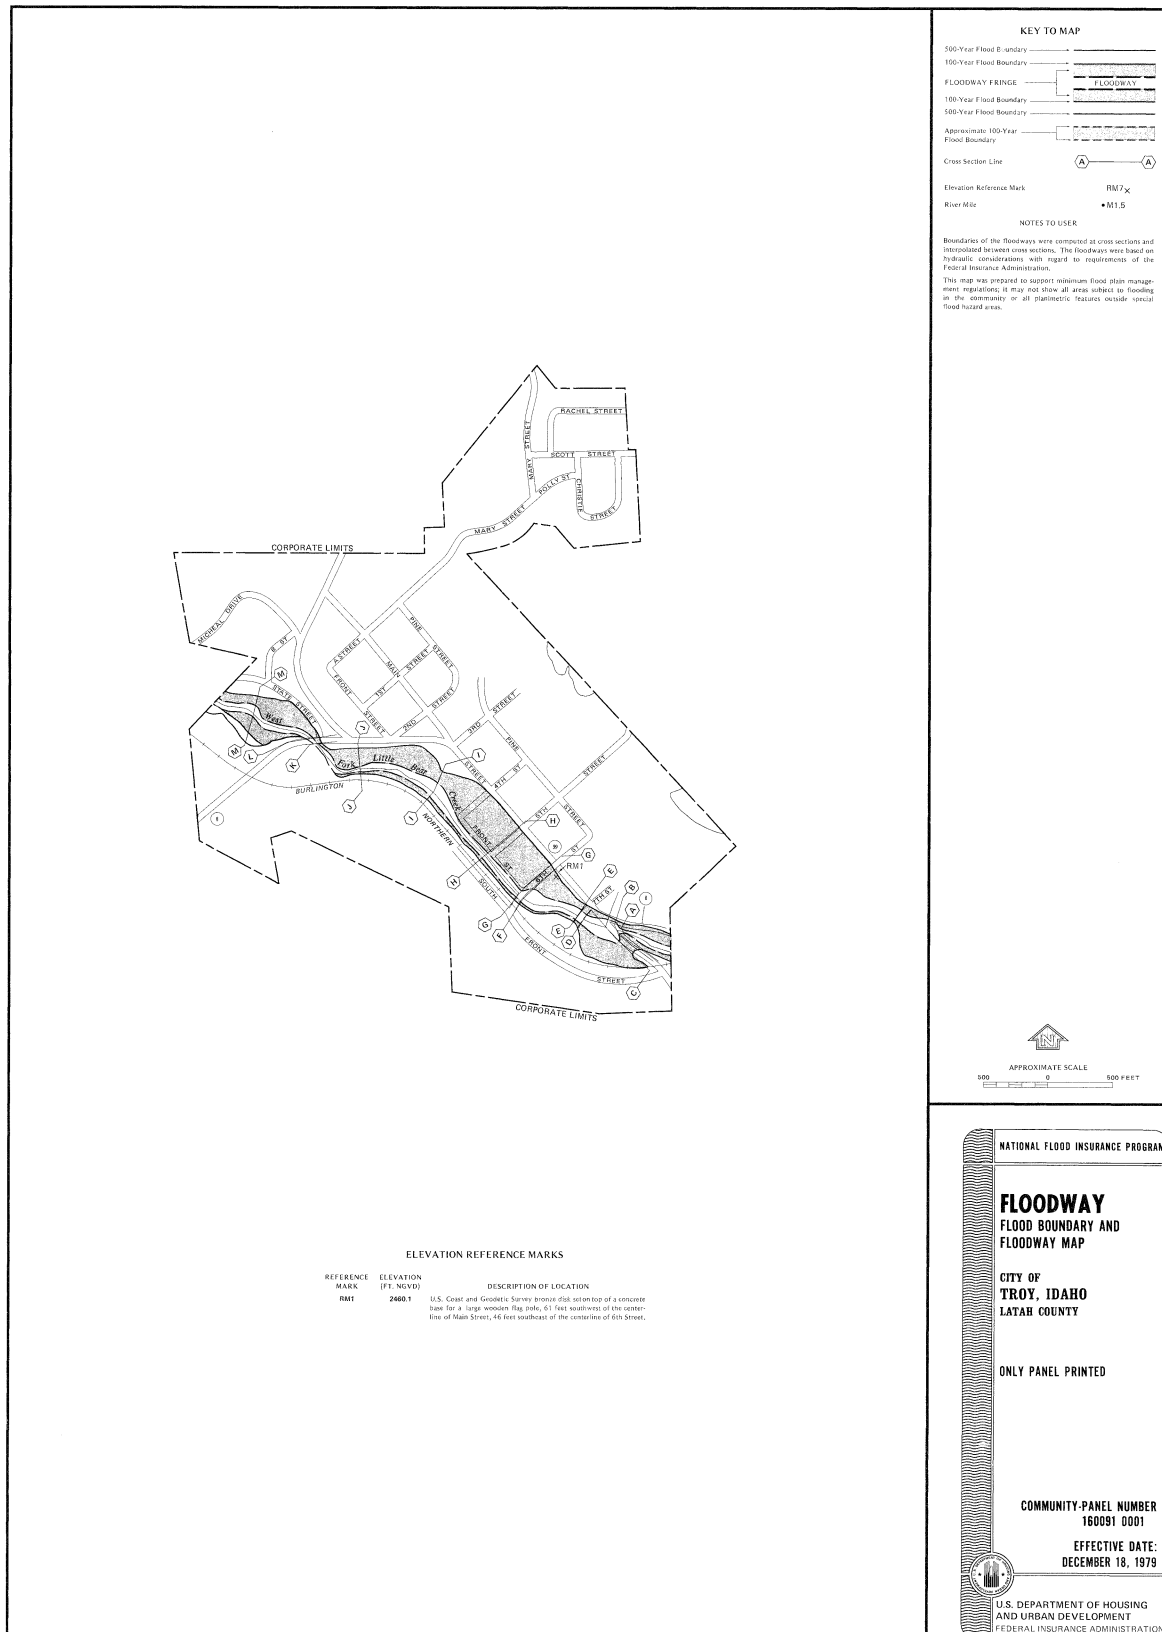 KEY TO MAP
500-Year Flood Boundary
100-Year Flood Boundary
FLOODWAY FRINGE
FLOODWAY
100-Year Flood Boundary
500-Year Flood Boundary
Approximate 100-Year
Flood Boundary
Cross Section Line
A A
Elevation Reference Mark
RM7
River Mile
M1.5
NOTES TO USER
Boundaries of the floodways were computed at cross sections and
interpolated between cross sections. The floodways were based on
hydraulic considerations with regard to requirements of the
Federal Insurance Administration.
This map was prepared to support minimum flood plain manage-
ment regulations; it may not show all areas subject to flooding
in the community or all planimetric features outside special
flood hazard areas.
RACHEL STREET
MARY STREET
SCOTT STREET
POLLY ST
CHRISTIE STREET
MARY STREET
CORPORATE LIMITS
MICHEAL DRIVE
B ST
A STREET
PINE STREET
MAIN
1ST STREET
FRONT STREET
STATE STREET
2ND STREET
3RD STREET
PINE
STREET
4TH ST
STREET
5TH STREET
West Fork Little Bear Creek
BURLINGTON
NORTHERN
FRONT ST
6TH
ST
RM1
7TH ST
SOUTH
FRONT
STREET
M
M
L
K
K
J
J
I
I
H
H
G
G
F
E
E
D
B
A
C
CORPORATE LIMITS
N
APPROXIMATE SCALE
500 0 500 FEET
ELEVATION REFERENCE MARKS
REFERENCE MARK
ELEVATION (FT. NGVD)
DESCRIPTION OF LOCATION
RM1 2460.1 U.S. Coast and Geodetic Survey bronze disk set on top of a concrete
base for a large wooden flag pole, 61 feet southwest of the center-
line of Main Street, 46 feet southeast of the centerline of 6th Street.
NATIONAL FLOOD INSURANCE PROGRAM
FLOODWAY
FLOOD BOUNDARY AND
FLOODWAY MAP
CITY OF
TROY, IDAHO
LATAH COUNTY
ONLY PANEL PRINTED
COMMUNITY-PANEL NUMBER
160091 0001
EFFECTIVE DATE:
DECEMBER 18, 1979
U.S. DEPARTMENT OF HOUSING
AND URBAN DEVELOPMENT
FEDERAL INSURANCE ADMINISTRATION